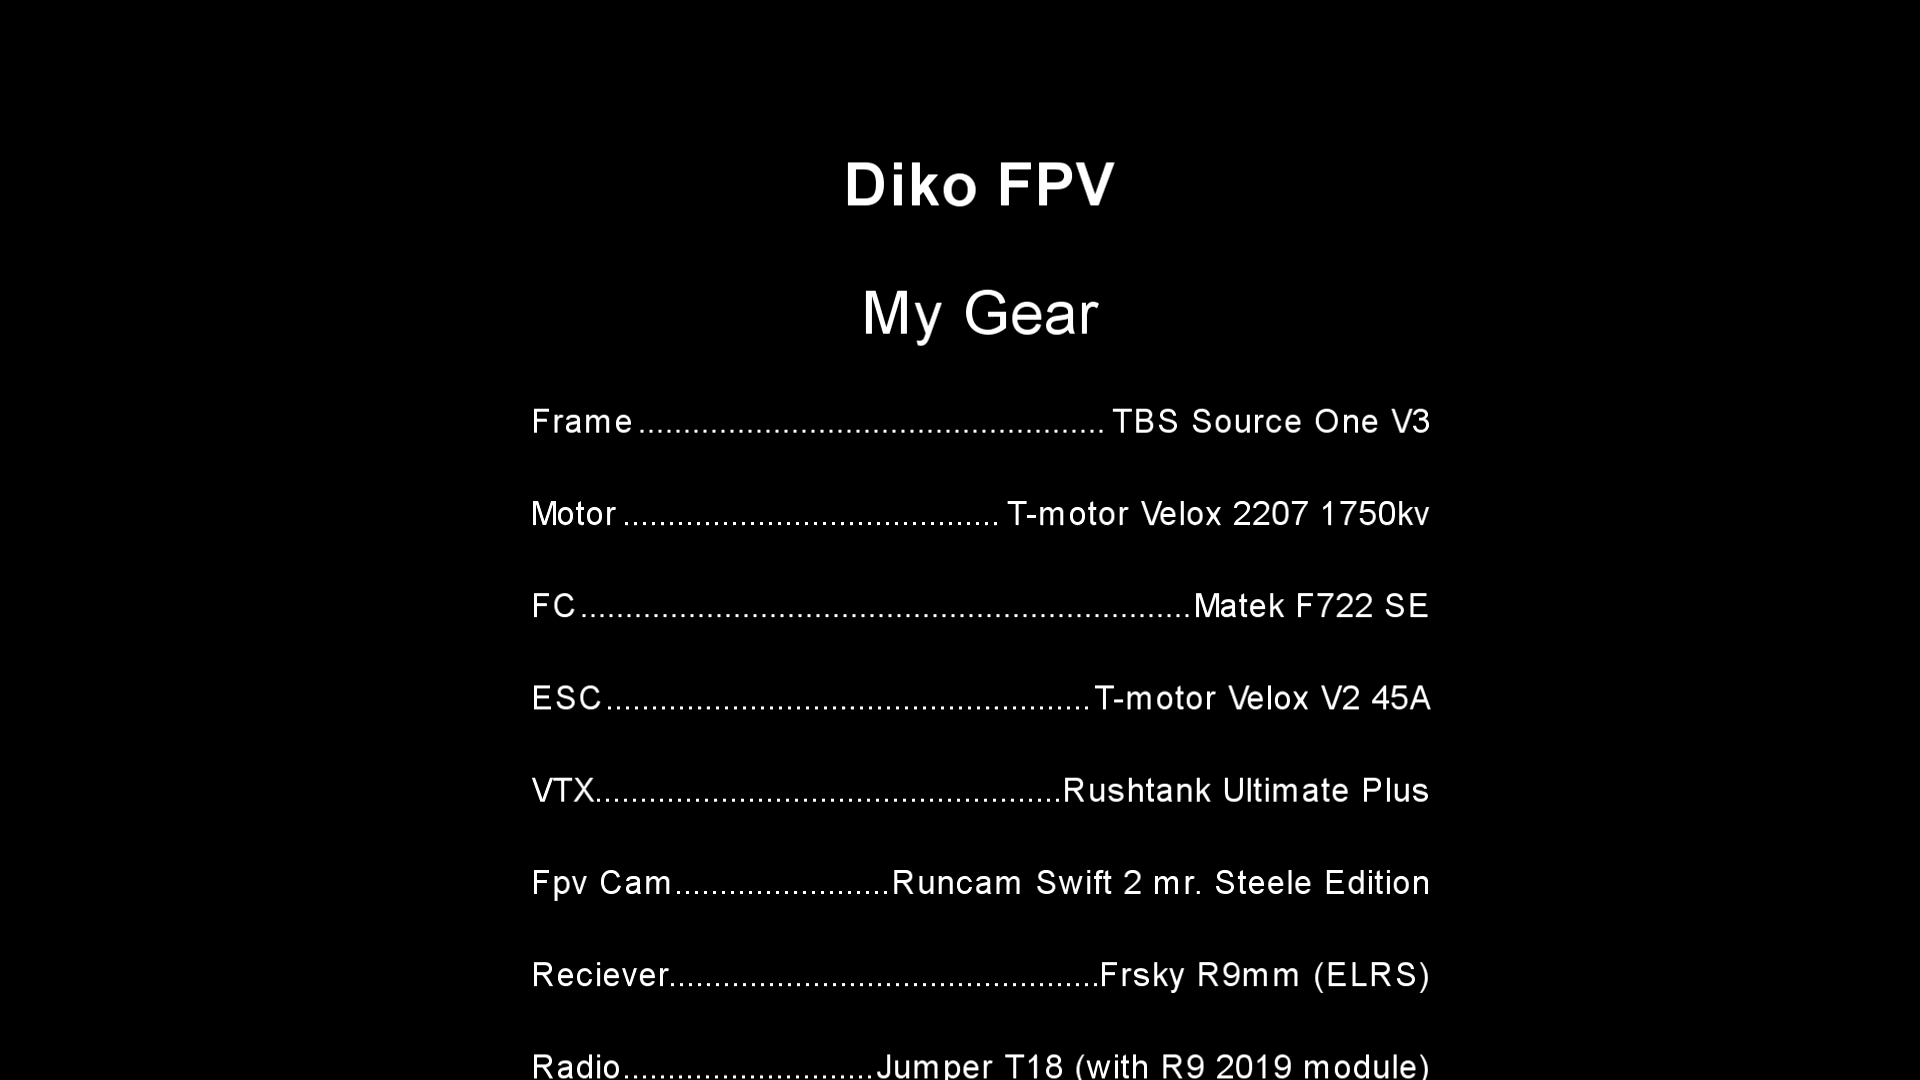 Diko FPV
My Gear
Frame.................................................... TBS Source One V3
Motor .......................................... T-motor Velox 2207 1750kv
FC....................................................................Matek F722 SE
ESC......................................................T-motor Velox V2 45A
VTX....................................................Rushtank Ultimate Plus
Fpv Cam........................Runcam Swift 2 mr. Steele Edition
Reciever................................................Frsky R9mm (ELRS)
Radio............................Jumper T18 (with R9 2019 module)